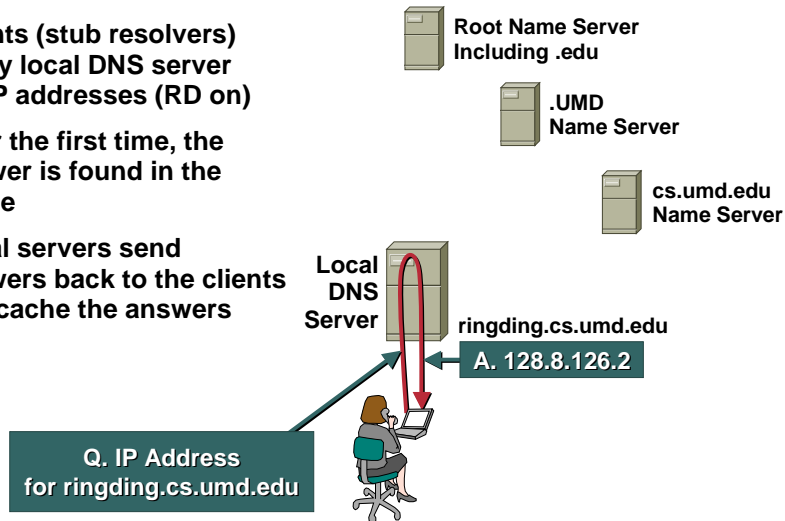 nts (stub resolvers)
y local DNS server
P addresses (RD on)
r the first time, the
ver is found in the
e
al servers send
vers back to the clients
cache the answers
Root Name Server
Including .edu
.UMD
Name Server
cs.umd.edu
Name Server
Local
DNS
Server
ringding.cs.umd.edu
A. 128.8.126.2
Q. IP Address
for ringding.cs.umd.edu